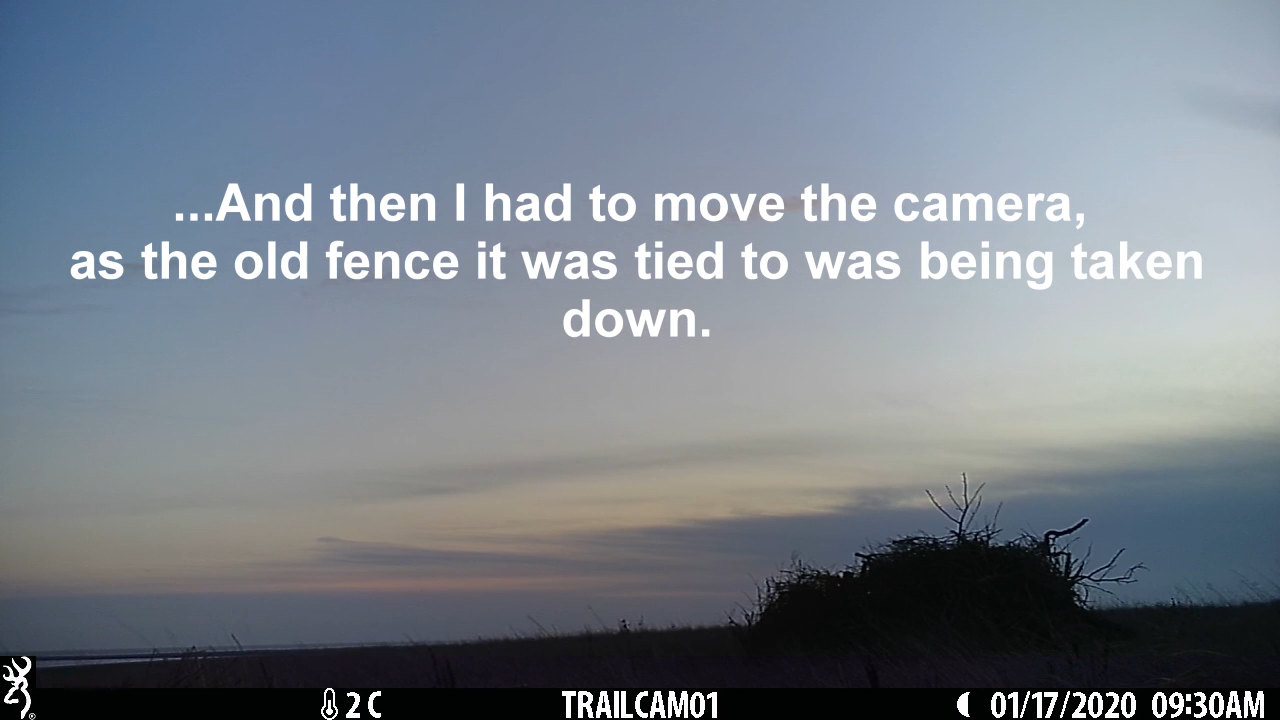 ...And then I had to move the camera,
as the old fence it was tied to was being taken
down.
2 C TRAILCAM01 01/17/2020 09:30AM